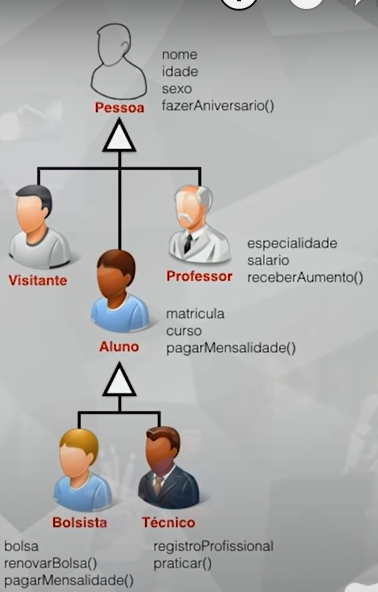 nome
idade
sexo
fazerAniversario()
Pessoa
Visitante
Professor
especialidade
salario
receberAumento()
Aluno
matricula
curso
pagarMensalidade()
Bolsista
Técnico
bolsa
renovarBolsa()
pagarMensalidade()
registroProfissional
praticar()